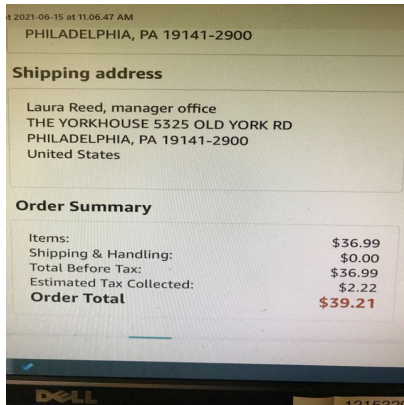 t 2021-06-15 at 11.06.47 AM
PHILADELPHIA, PA 19141-2900
Shipping address
Laura Reed, manager office
THE YORKHOUSE 5325 OLD YORK RD
PHILADELPHIA, PA 19141-2900
United States
Order Summary
Items: $36.99
Shipping & Handling: $0.00
Total Before Tax: $36.99
Estimated Tax Collected: $2.22
Order Total $39.21
DELL